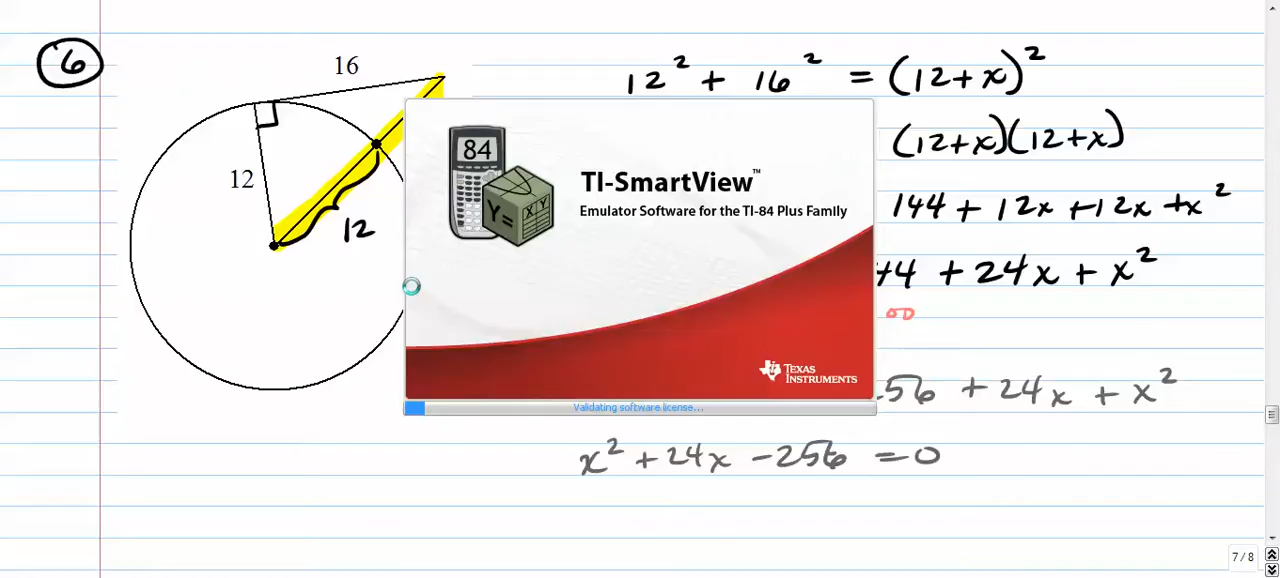 6
16
12
12
12² + 16² = (12+x)²
(12+x)(12+x)
144 + 12x + 12x + x²
44 + 24x + x²
256 + 24x + x²
x² + 24x - 256 = 0
84
Y=
X Y
TI-SmartView™
Emulator Software for the TI-84 Plus Family
TEXAS INSTRUMENTS
Validating software license...
7 / 8